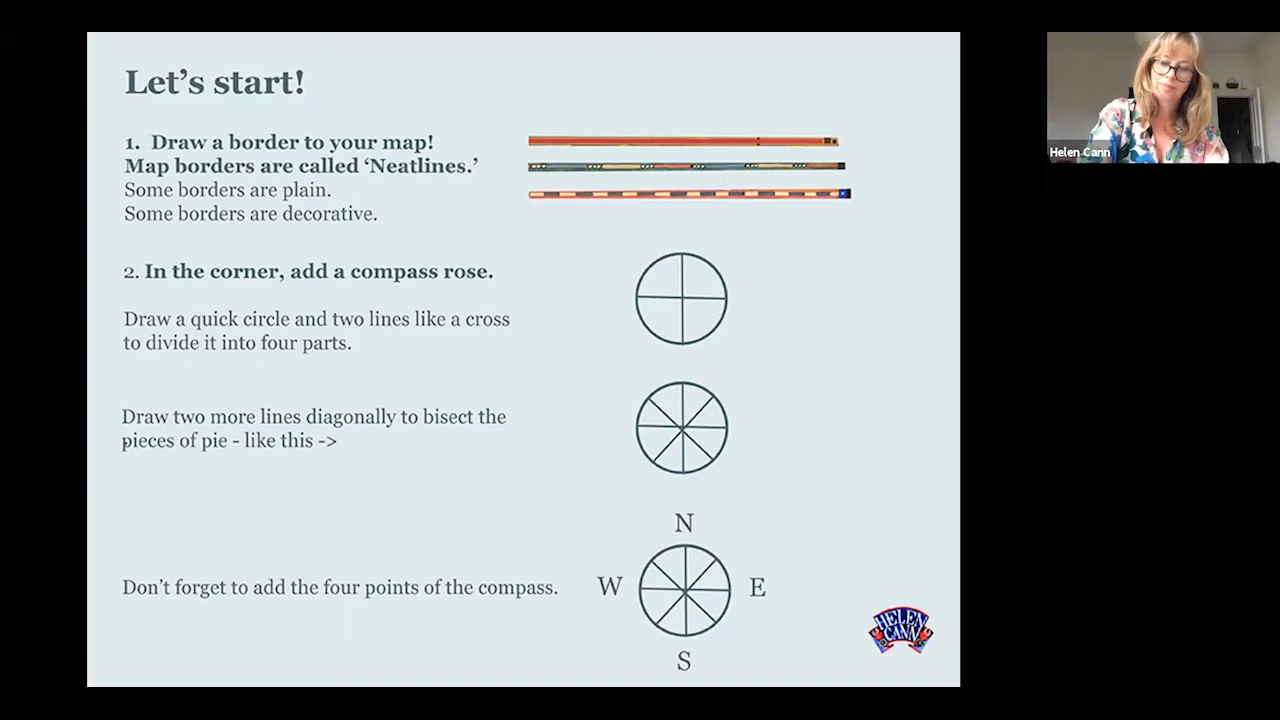 Let's start!
1. Draw a border to your map!
Map borders are called ‘Neatlines.’
Some borders are plain.
Some borders are decorative.
2. In the corner, add a compass rose.
Draw a quick circle and two lines like a cross
to divide it into four parts.
Draw two more lines diagonally to bisect the
pieces of pie - like this ->
N
Don't forget to add the four points of the compass.
W
E
S
HELEN
CANN
Helen Cann